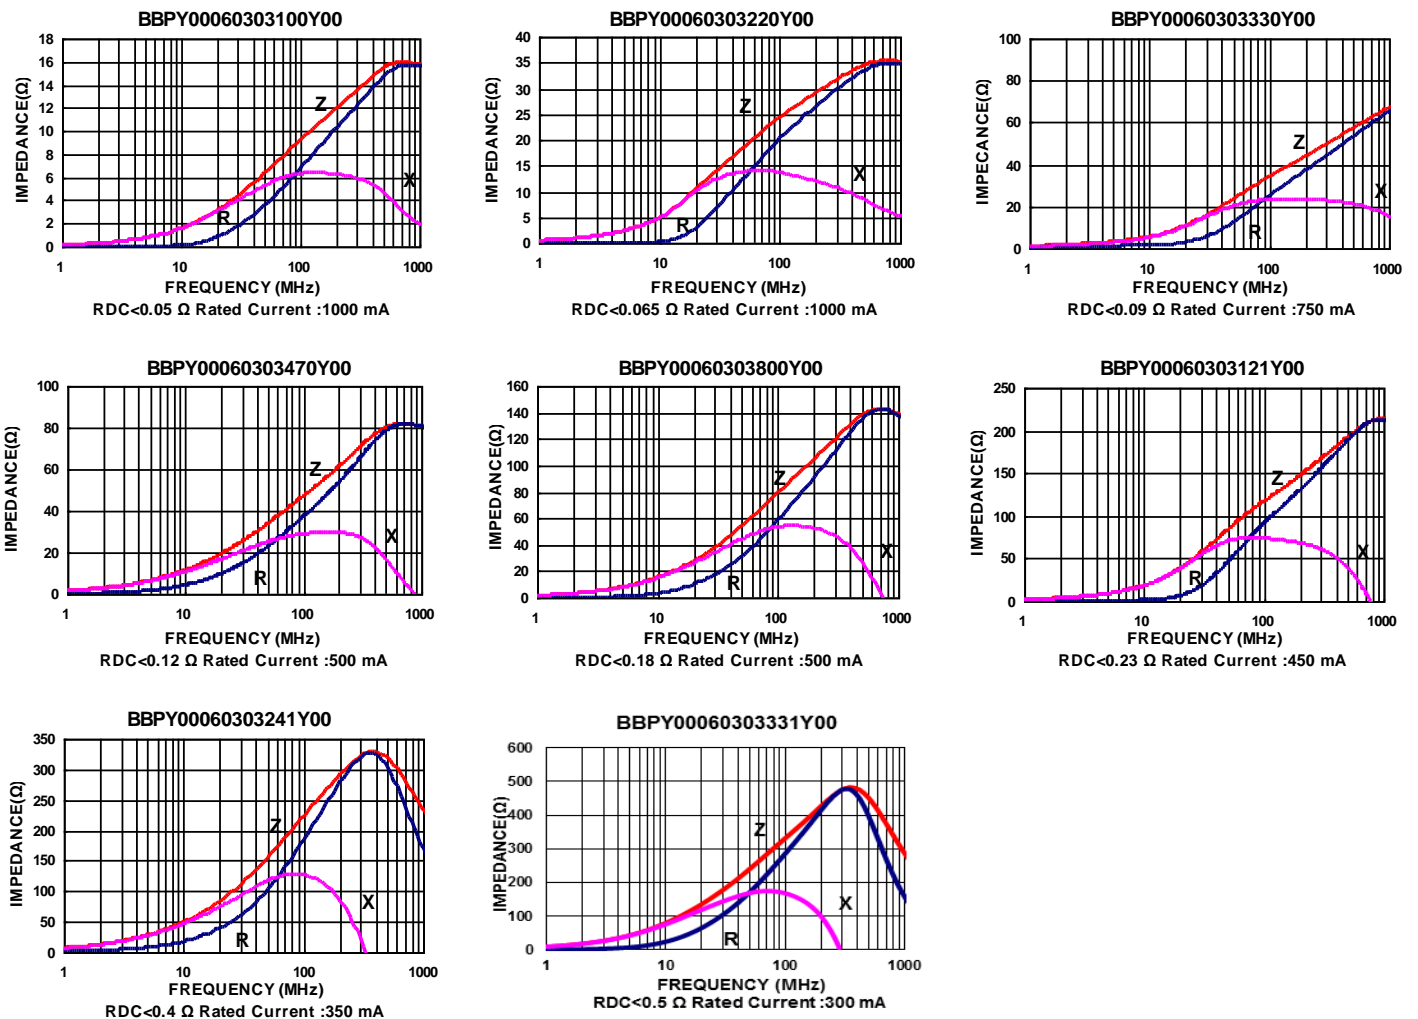 BBPY00060303100Y00
IMPEDANCE(Ω)
18
16
14
12
10
8
6
4
2
0
Z
X
R
1 10 100 1000
FREQUENCY (MHz)
RDC<0.05 Ω Rated Current :1000 mA
BBPY00060303220Y00
IMPEDANCE(Ω)
40
35
30
25
20
15
10
5
0
Z
X
R
1 10 100 1000
FREQUENCY (MHz)
RDC<0.065 Ω Rated Current :1000 mA
BBPY00060303330Y00
IMPECANCE(Ω)
100
80
60
40
20
0
Z
X
R
1 10 100 1000
FREQUENCY (MHz)
RDC<0.09 Ω Rated Current :750 mA
BBPY00060303470Y00
IMPEDANCE(Ω)
100
80
60
40
20
0
Z
X
R
1 10 100 1000
FREQUENCY (MHz)
RDC<0.12 Ω Rated Current :500 mA
BBPY00060303800Y00
IMPEDANCE(Ω)
160
140
120
100
80
60
40
20
0
Z
X
R
1 10 100 1000
FREQUENCY (MHz)
RDC<0.18 Ω Rated Current :500 mA
BBPY00060303121Y00
IMPEDANCE(Ω)
250
200
150
100
50
0
Z
X
R
1 10 100 1000
FREQUENCY (MHz)
RDC<0.23 Ω Rated Current :450 mA
BBPY00060303241Y00
IMPEDANCE(Ω)
350
300
250
200
150
100
50
0
Z
X
R
1 10 100 1000
FREQUENCY (MHz)
RDC<0.4 Ω Rated Current :350 mA
BBPY00060303331Y00
IMPEDANCE(Ω)
600
500
400
300
200
100
0
Z
X
R
1 10 100 1000
FREQUENCY (MHz)
RDC<0.5 Ω Rated Current :300 mA